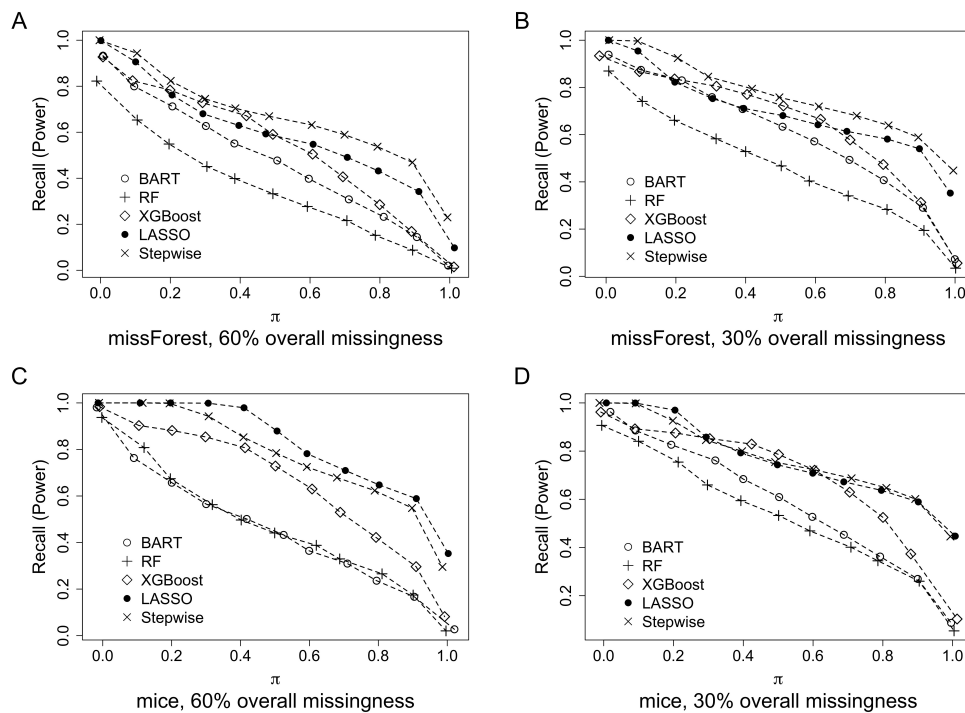 A
Recall (Power)
1.0
0.8
0.6
0.4
0.2
0.0
BART
RF
XGBoost
LASSO
Stepwise
0.0 0.2 0.4 0.6 0.8 1.0
π
missForest, 60% overall missingness
B
Recall (Power)
1.0
0.8
0.6
0.4
0.2
0.0
BART
RF
XGBoost
LASSO
Stepwise
0.0 0.2 0.4 0.6 0.8 1.0
π
missForest, 30% overall missingness
C
Recall (Power)
1.0
0.8
0.6
0.4
0.2
0.0
BART
RF
XGBoost
LASSO
Stepwise
0.0 0.2 0.4 0.6 0.8 1.0
π
mice, 60% overall missingness
D
Recall (Power)
1.0
0.8
0.6
0.4
0.2
BART
RF
XGBoost
LASSO
Stepwise
0.0 0.2 0.4 0.6 0.8 1.0
π
mice, 30% overall missingness